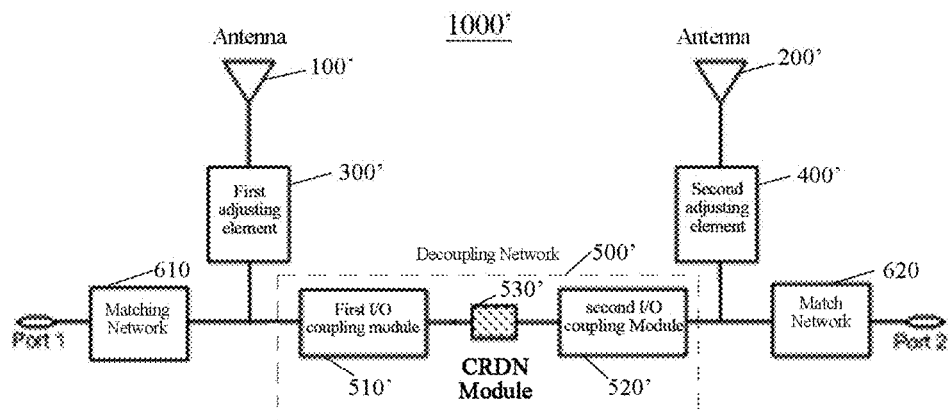 1000'
Antenna
Antenna
100'
200'
First
adjusting
element
300'
Second
adjusting
element
400'
Decoupling Network
500'
610
530'
620
Matching
Network
First I/O
coupling module
second I/O
coupling Module
Match
Network
Port 1
Port 2
510'
CRDN
Module
520'